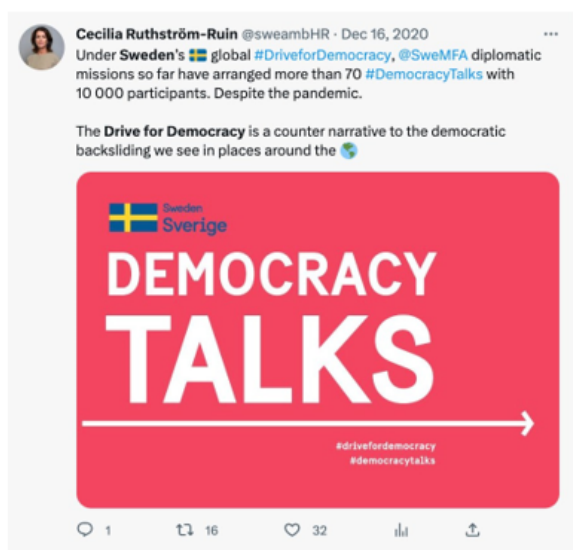 Cecilia Ruthström-Ruin @sweambHR · Dec 16, 2020
Under Sweden's 🇸🇪 global #DriveforDemocracy, @SweMFA diplomatic
missions so far have arranged more than 70 #DemocracyTalks with
10 000 participants. Despite the pandemic.
The Drive for Democracy is a counter narrative to the democratic
backsliding we see in places around the 🌎
Sweden
Sverige
DEMOCRACY
TALKS
#drivefordemocracy
#democracytalks
1 16 32